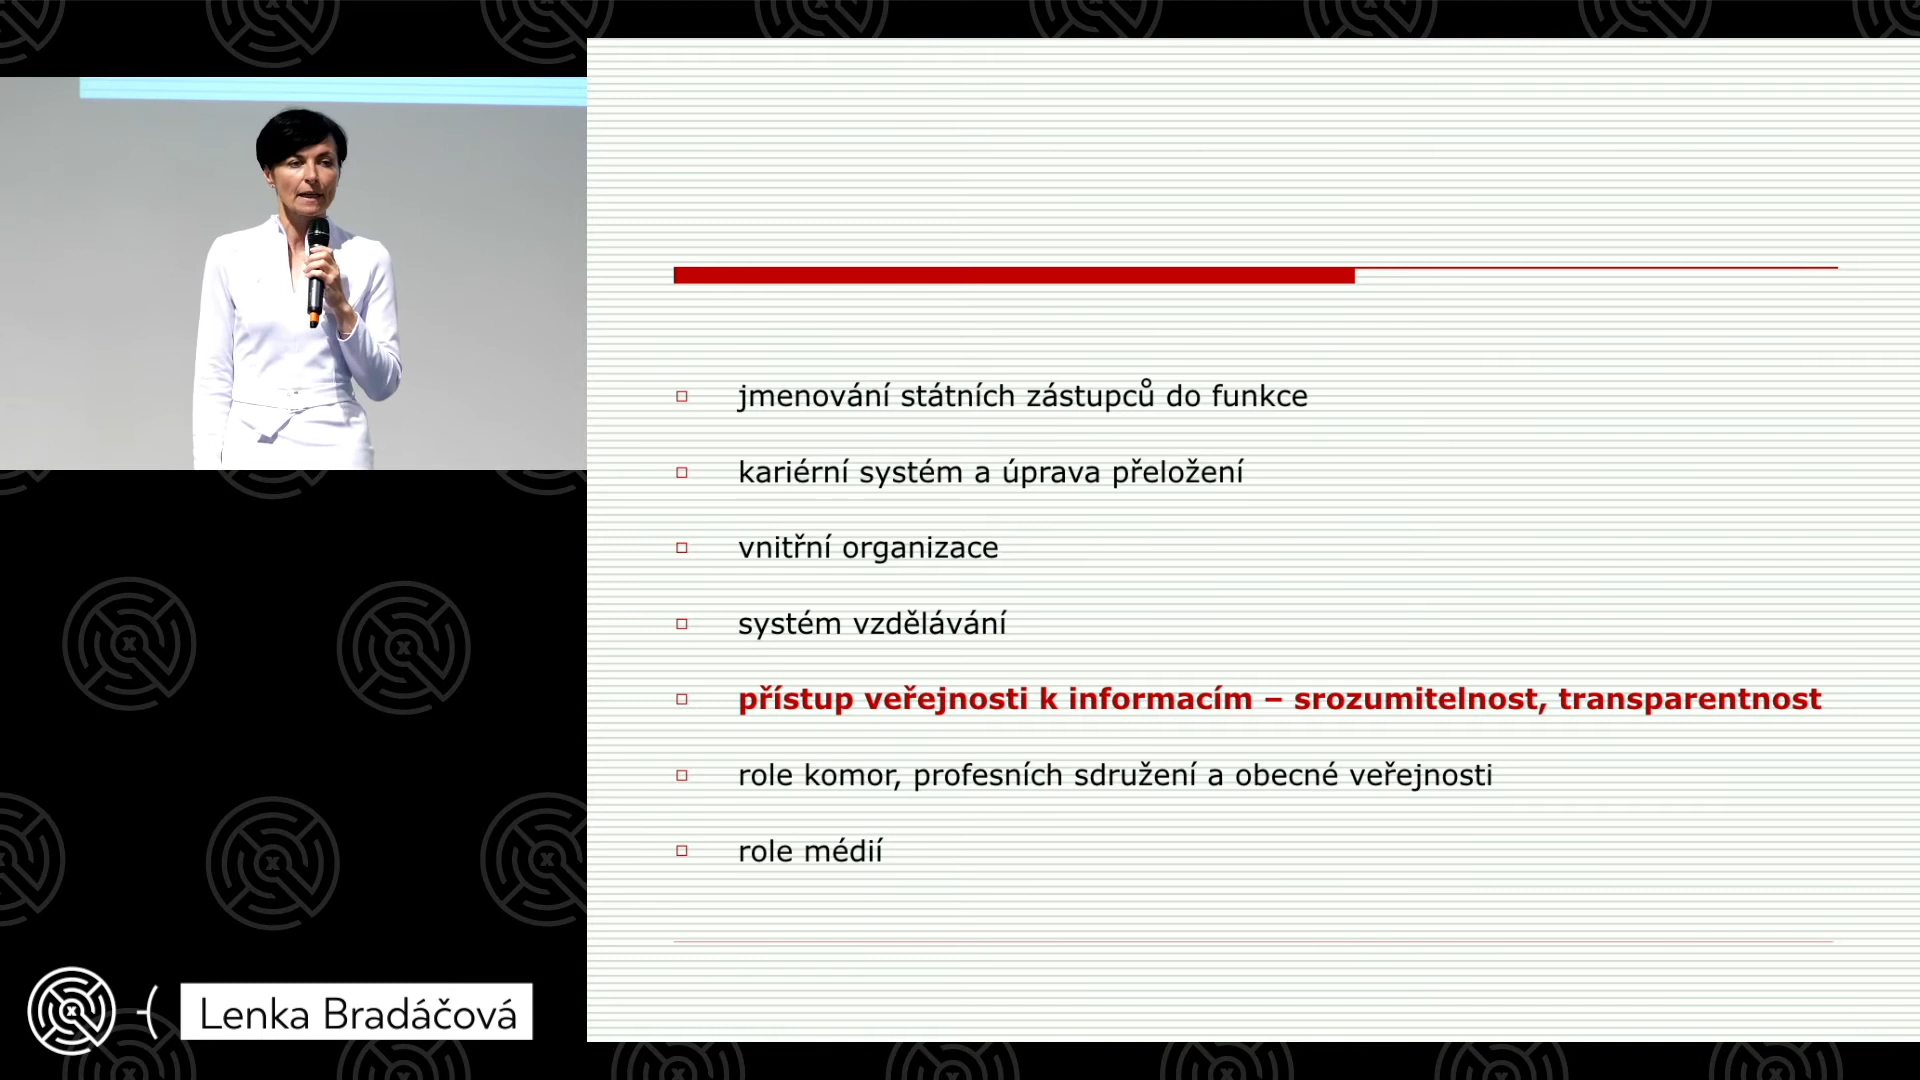 jmenování státních zástupců do funkce
kariérní systém a úprava přeložení
vnitřní organizace
systém vzdělávání
přístup veřejnosti k informacím – srozumitelnost, transparentnost
role komor, profesních sdružení a obecné veřejnosti
role médií
Lenka Bradáčová